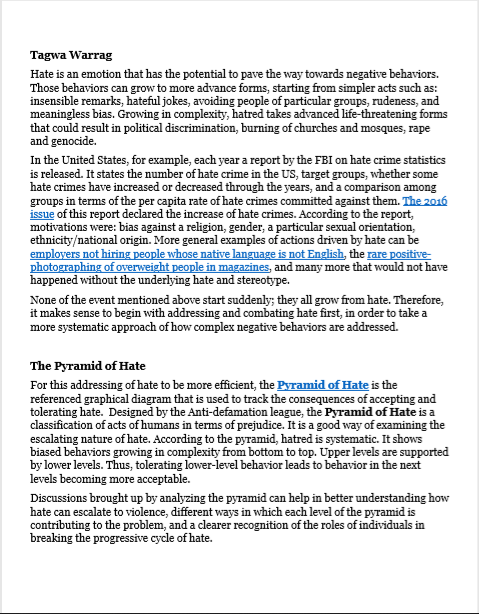 Tagwa Warrag
Hate is an emotion that has the potential to pave the way towards negative behaviors.
Those behaviors can grow to more advance forms, starting from simpler acts such as:
insensible remarks, hateful jokes, avoiding people of particular groups, rudeness, and
meaningless bias. Growing in complexity, hatred takes advanced life-threatening forms
that could result in political discrimination, burning of churches and mosques, rape
and genocide.
In the United States, for example, each year a report by the FBI on hate crime statistics
is released. It states the number of hate crime in the US, target groups, whether some
hate crimes have increased or decreased through the years, and a comparison among
groups in terms of the per capita rate of hate crimes committed against them. The 2016
issue of this report declared the increase of hate crimes. According to the report,
motivations were: bias against a religion, gender, a particular sexual orientation,
ethnicity/national origin. More general examples of actions driven by hate can be
employers not hiring people whose native language is not English, the rare positive-
photographing of overweight people in magazines, and many more that would not have
happened without the underlying hate and stereotype.
None of the event mentioned above start suddenly; they all grow from hate. Therefore,
it makes sense to begin with addressing and combating hate first, in order to take a
more systematic approach of how complex negative behaviors are addressed.
The Pyramid of Hate
For this addressing of hate to be more efficient, the Pyramid of Hate is the
referenced graphical diagram that is used to track the consequences of accepting and
tolerating hate. Designed by the Anti-defamation league, the Pyramid of Hate is a
classification of acts of humans in terms of prejudice. It is a good way of examining the
escalating nature of hate. According to the pyramid, hatred is systematic. It shows
biased behaviors growing in complexity from bottom to top. Upper levels are supported
by lower levels. Thus, tolerating lower-level behavior leads to behavior in the next
levels becoming more acceptable.
Discussions brought up by analyzing the pyramid can help in better understanding how
hate can escalate to violence, different ways in which each level of the pyramid is
contributing to the problem, and a clearer recognition of the roles of individuals in
breaking the progressive cycle of hate.